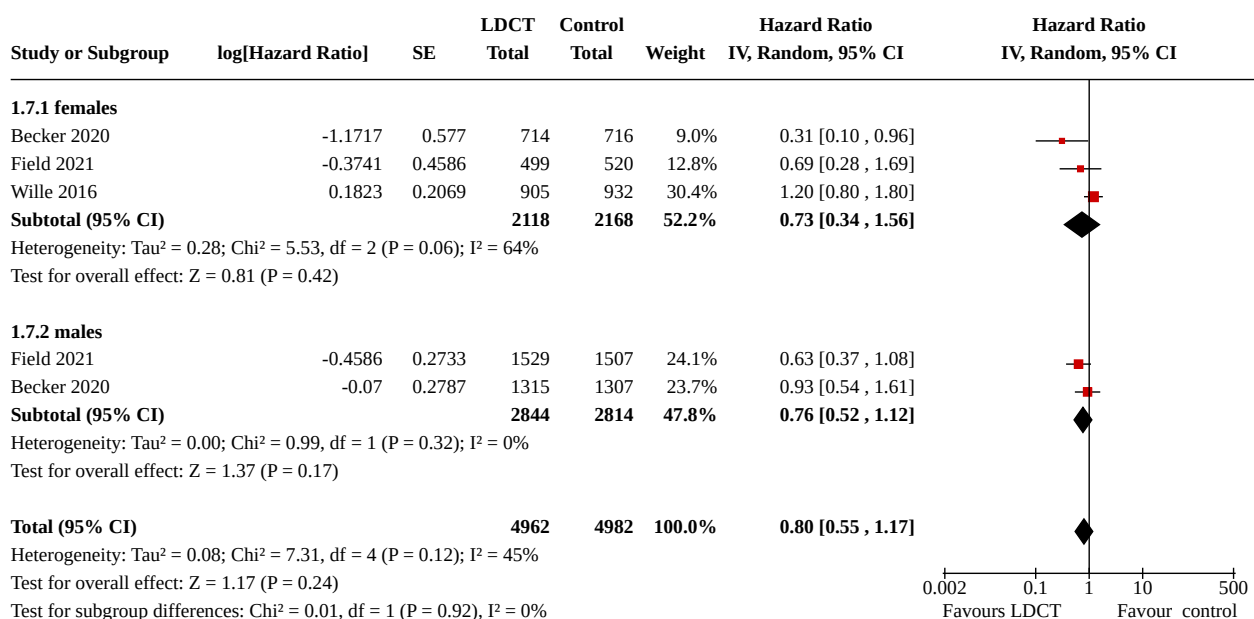 LDCT Control Hazard Ratio Hazard Ratio
Study or Subgroup log[Hazard Ratio] SE Total Total Weight IV, Random, 95% CI IV, Random, 95% CI
1.7.1 females
Becker 2020 -1.1717 0.577 714 716 9.0% 0.31 [0.10 , 0.96]
Field 2021 -0.3741 0.4586 499 520 12.8% 0.69 [0.28 , 1.69]
Wille 2016 0.1823 0.2069 905 932 30.4% 1.20 [0.80 , 1.80]
Subtotal (95% CI) 2118 2168 52.2% 0.73 [0.34 , 1.56]
Heterogeneity: Tau² = 0.28; Chi² = 5.53, df = 2 (P = 0.06); I² = 64%
Test for overall effect: Z = 0.81 (P = 0.42)
1.7.2 males
Field 2021 -0.4586 0.2733 1529 1507 24.1% 0.63 [0.37 , 1.08]
Becker 2020 -0.07 0.2787 1315 1307 23.7% 0.93 [0.54 , 1.61]
Subtotal (95% CI) 2844 2814 47.8% 0.76 [0.52 , 1.12]
Heterogeneity: Tau² = 0.00; Chi² = 0.99, df = 1 (P = 0.32); I² = 0%
Test for overall effect: Z = 1.37 (P = 0.17)
Total (95% CI) 4962 4982 100.0% 0.80 [0.55 , 1.17]
Heterogeneity: Tau² = 0.08; Chi² = 7.31, df = 4 (P = 0.12); I² = 45%
Test for overall effect: Z = 1.17 (P = 0.24)
0.002 0.1 1 10 500
Test for subgroup differences: Chi² = 0.01, df = 1 (P = 0.92), I² = 0% Favours LDCT Favour control